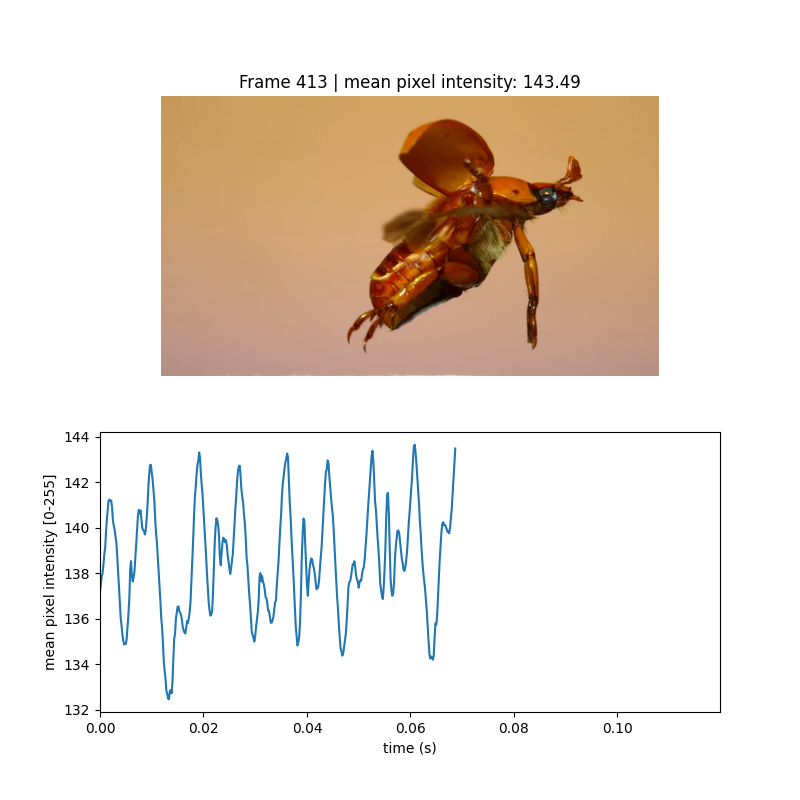 Frame 413 | mean pixel intensity: 143.49
144
142
140
138
136
134
132
mean pixel intensity [0-255]
0.00 0.02 0.04 0.06 0.08 0.10
time (s)